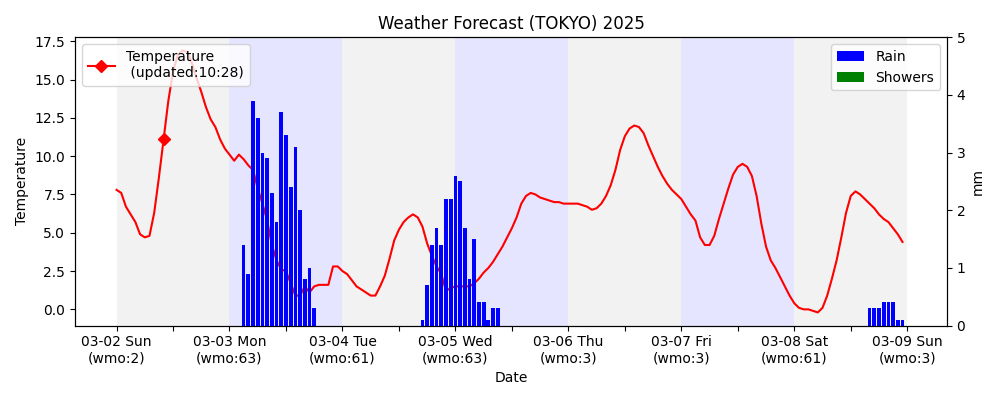 Weather Forecast (TOKYO) 2025
Temperature
(updated:10:28)
Rain
Showers
17.5
15.0
12.5
10.0
7.5
5.0
2.5
0.0
Temperature
5
4
3
2
1
0
mm
03-02 Sun
(wmo:2)
03-03 Mon
(wmo:63)
03-04 Tue
(wmo:61)
03-05 Wed
(wmo:63)
03-06 Thu
(wmo:3)
03-07 Fri
(wmo:3)
03-08 Sat
(wmo:61)
03-09 Sun
(wmo:3)
Date